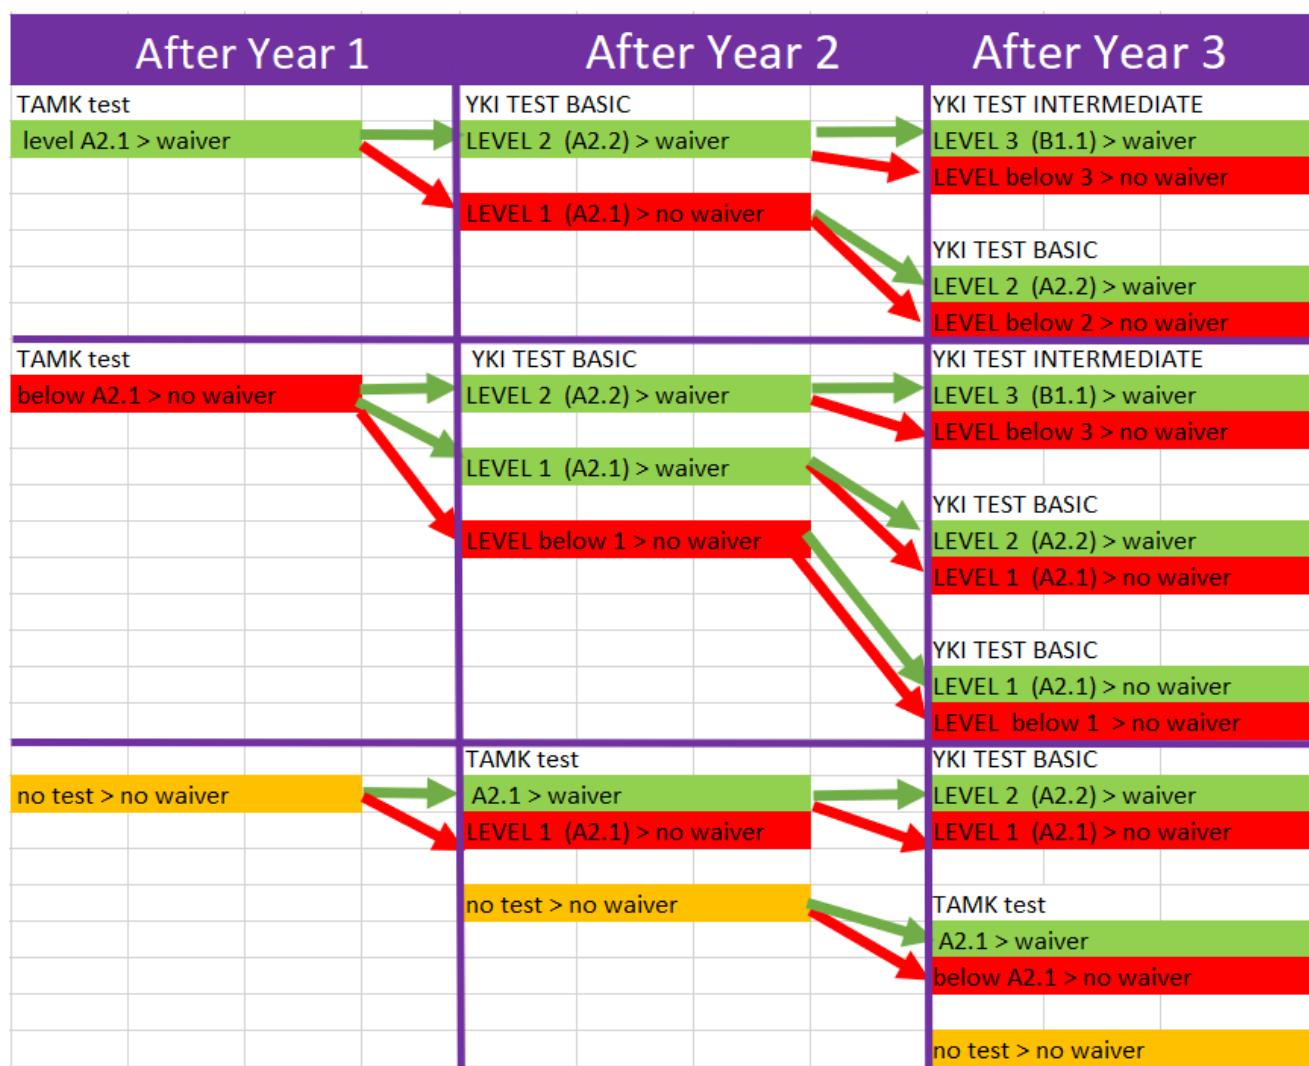 After Year 1 After Year 2 After Year 3
TAMK test YKI TEST BASIC YKI TEST INTERMEDIATE
level A2.1 > waiver LEVEL 2 (A2.2) > waiver LEVEL 3 (B1.1) > waiver
LEVEL below 3 > no waiver
LEVEL 1 (A2.1) > no waiver
YKI TEST BASIC
LEVEL 2 (A2.2) > waiver
LEVEL below 2 > no waiver
TAMK test YKI TEST BASIC YKI TEST INTERMEDIATE
below A2.1 > no waiver LEVEL 2 (A2.2) > waiver LEVEL 3 (B1.1) > waiver
LEVEL below 3 > no waiver
LEVEL 1 (A2.1) > waiver
YKI TEST BASIC
LEVEL below 1 > no waiver LEVEL 2 (A2.2) > waiver
LEVEL 1 (A2.1) > no waiver
YKI TEST BASIC
LEVEL 1 (A2.1) > no waiver
LEVEL below 1 > no waiver
TAMK test YKI TEST BASIC
no test > no waiver A2.1 > waiver LEVEL 2 (A2.2) > waiver
LEVEL 1 (A2.1) > no waiver LEVEL 1 (A2.1) > no waiver
no test > no waiver TAMK test
A2.1 > waiver
below A2.1 > no waiver
no test > no waiver